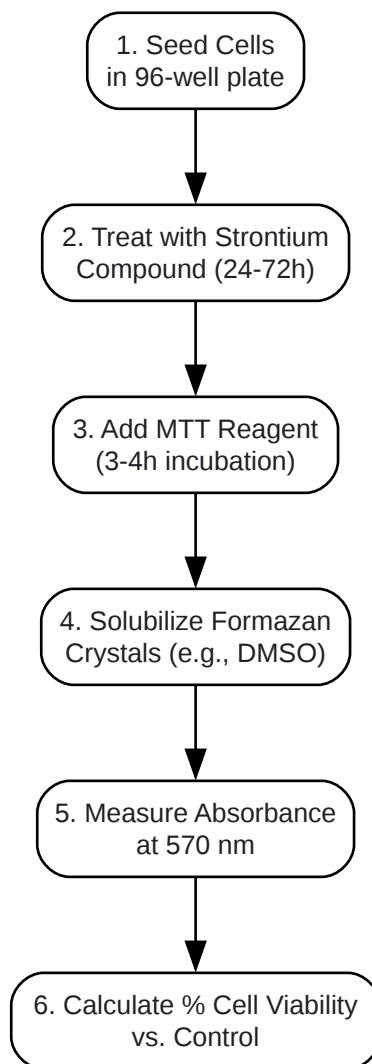 1. Seed Cells
in 96-well plate
2. Treat with Strontium
Compound (24-72h)
3. Add MTT Reagent
(3-4h incubation)
4. Solubilize Formazan
Crystals (e.g., DMSO)
5. Measure Absorbance
at 570 nm
6. Calculate % Cell Viability
vs. Control